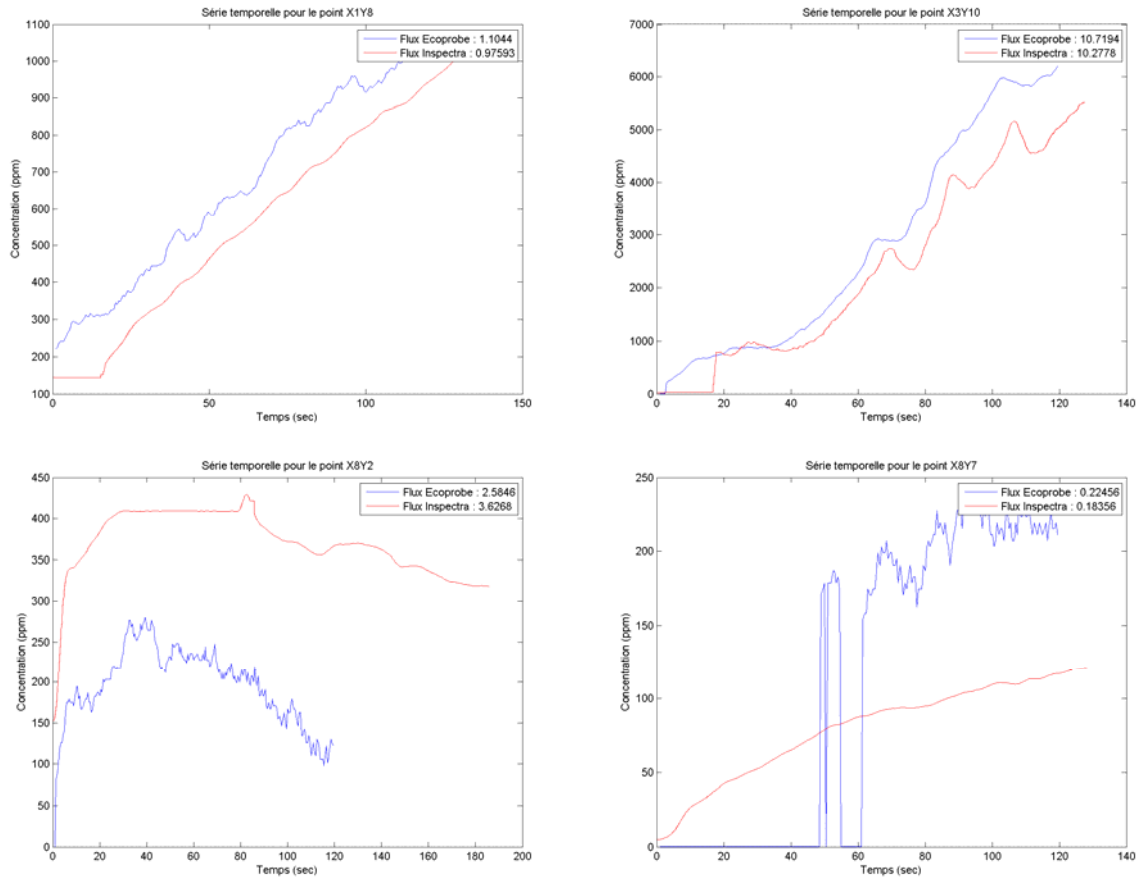 Série temporelle pour le point X1Y8
Flux Ecoprobe : 1.1044
Flux Inspectra : 0.97593
Concentration (ppm)
1100
1000
900
800
700
600
500
400
300
200
100
0 50 100 150
Temps (sec)
Série temporelle pour le point X3Y10
Flux Ecoprobe : 10.7194
Flux Inspectra : 10.2778
Concentration (ppm)
7000
6000
5000
4000
3000
2000
1000
0
0 20 40 60 80 100 120 140
Temps (sec)
Série temporelle pour le point X8Y2
Flux Ecoprobe : 2.5846
Flux Inspectra : 3.6268
Concentration (ppm)
450
400
350
300
250
200
150
100
50
0
0 20 40 60 80 100 120 140 160 180 200
Temps (sec)
Série temporelle pour le point X8Y7
Flux Ecoprobe : 0.22456
Flux Inspectra : 0.18356
Concentration (ppm)
250
200
150
100
50
0
0 20 40 60 80 100 120 140
Temps (sec)